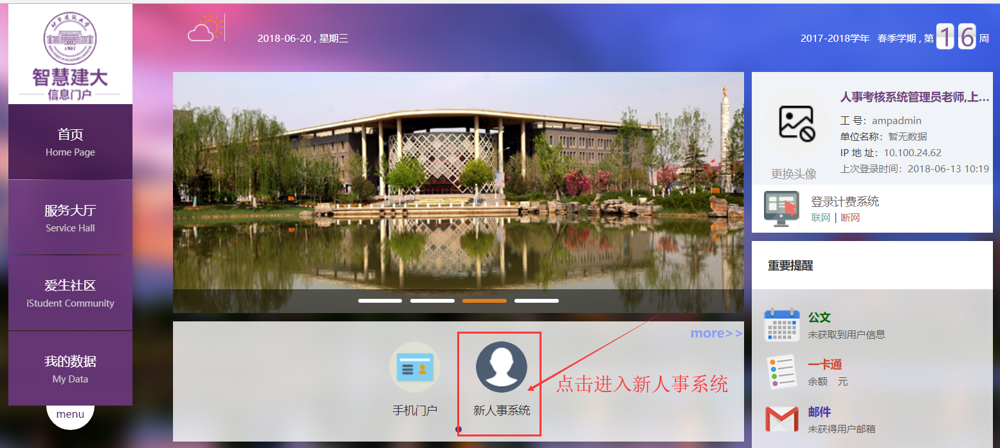 北京建筑大学
1907
智慧建大
信息门户
首页
Home Page
服务大厅
Service Hall
爱生社区
iStudent Community
我的数据
My Data
menu
2018-06-20 , 星期三
2017-2018学年 春季学期 , 第 16 周
人事考核系统管理员老师,上...
工 号： ampadmin
单位名称： 暂无数据
IP 地 址： 10.100.24.62
上次登录时间： 2018-06-13 10:19
更换头像
登录计费系统
联网 | 断网
重要提醒
公文
未获取到用户信息
一卡通
余额 元
邮件
未获得用户邮箱
more>>
手机门户
新人事系统
点击进入新人事系统